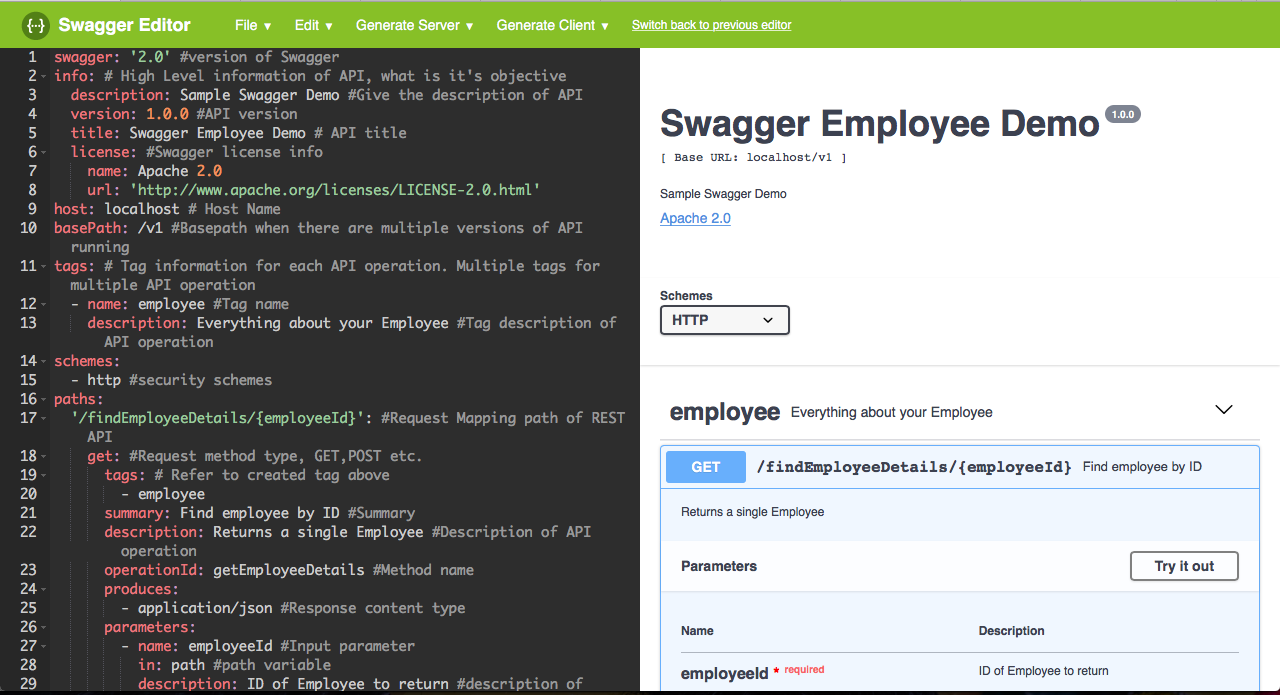 {··} Swagger Editor File ▾ Edit ▾ Generate Server ▾ Generate Client ▾ Switch back to previous editor
1 swagger: '2.0' #version of Swagger
2 info: # High Level information of API, what is it's objective
3 description: Sample Swagger Demo #Give the description of API
4 version: 1.0.0 #API version
5 title: Swagger Employee Demo # API title
6 license: #Swagger license info
7 name: Apache 2.0
8 url: 'http://www.apache.org/licenses/LICENSE-2.0.html'
9 host: localhost # Host Name
10 basePath: /v1 #Basepath when there are multiple versions of API
running
11 tags: # Tag information for each API operation. Multiple tags for
multiple API operation
12 - name: employee #Tag name
13 description: Everything about your Employee #Tag description of
API operation
14 schemes:
15 - http #security schemes
16 paths:
17 '/findEmployeeDetails/{employeeId}': #Request Mapping path of REST
API
18 get: #Request method type, GET,POST etc.
19 tags: # Refer to created tag above
20 - employee
21 summary: Find employee by ID #Summary
22 description: Returns a single Employee #Description of API
operation
23 operationId: getEmployeeDetails #Method name
24 produces:
25 - application/json #Response content type
26 parameters:
27 - name: employeeId #Input parameter
28 in: path #path variable
29 description: ID of Employee to return #description of
Swagger Employee Demo 1.0.0
[ Base URL: localhost/v1 ]
Sample Swagger Demo
Apache 2.0
Schemes
HTTP
employee Everything about your Employee
GET /findEmployeeDetails/{employeeId} Find employee by ID
Returns a single Employee
Parameters Try it out
Name Description
employeeId * required ID of Employee to return